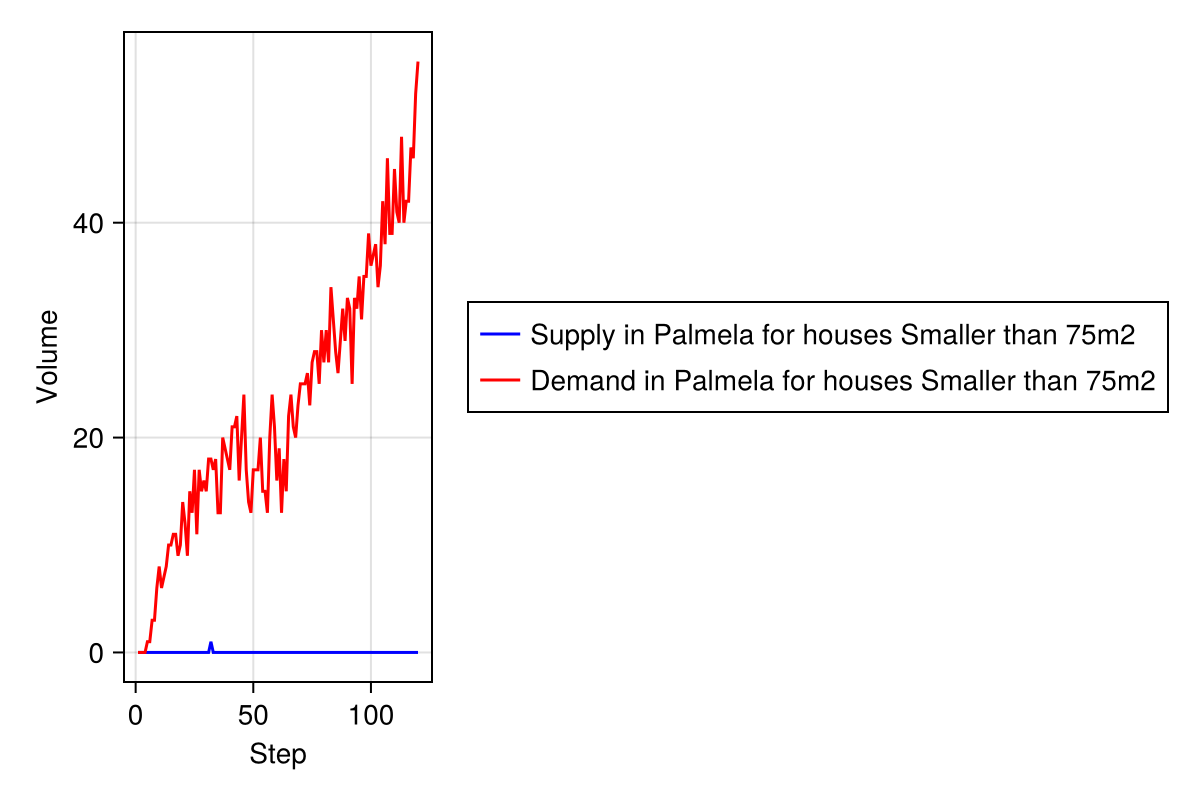 Volume
40
20
0
0 50 100
Step
Supply in Palmela for houses Smaller than 75m2
Demand in Palmela for houses Smaller than 75m2